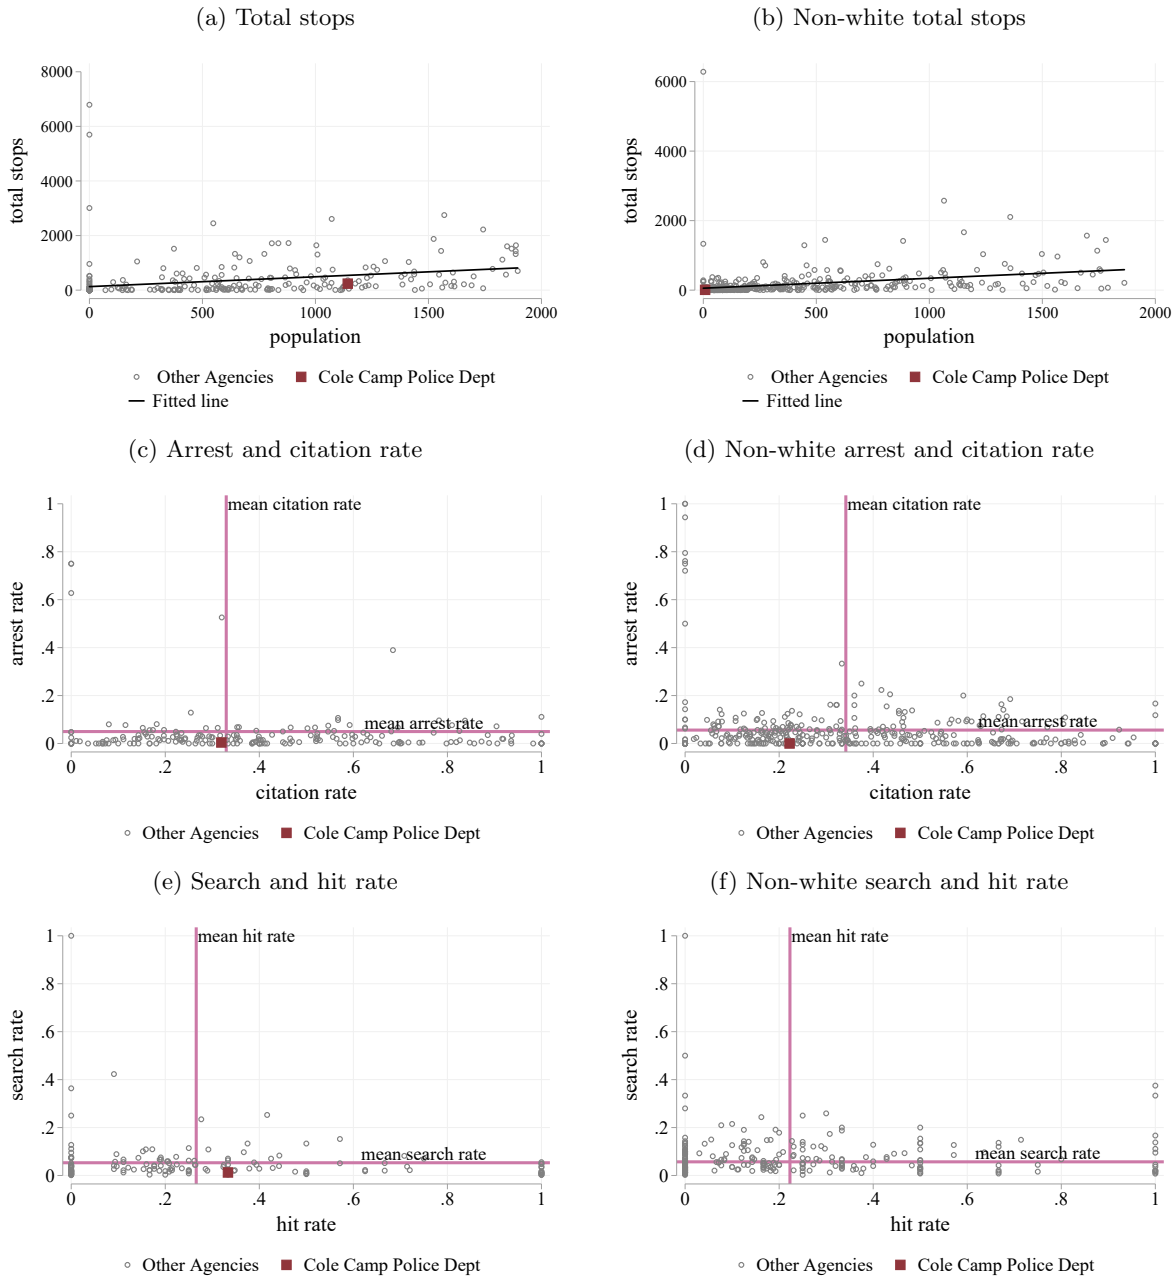 (a) Total stops
(b) Non-white total stops
8000
6000
4000
2000
0
total stops
0 500 1000 1500 2000
population
Other Agencies Cole Camp Police Dept
Fitted line
6000
4000
2000
0
total stops
0 500 1000 1500 2000
population
Other Agencies Cole Camp Police Dept
Fitted line
(c) Arrest and citation rate
(d) Non-white arrest and citation rate
1
.8
.6
.4
.2
0
arrest rate
mean citation rate
mean arrest rate
0 .2 .4 .6 .8 1
citation rate
Other Agencies Cole Camp Police Dept
1
.8
.6
.4
.2
0
arrest rate
mean citation rate
mean arrest rate
0 .2 .4 .6 .8 1
citation rate
Other Agencies Cole Camp Police Dept
(e) Search and hit rate
(f) Non-white search and hit rate
1
.8
.6
.4
.2
0
search rate
mean hit rate
mean search rate
0 .2 .4 .6 .8 1
hit rate
Other Agencies Cole Camp Police Dept
1
.8
.6
.4
.2
0
search rate
mean hit rate
mean search rate
0 .2 .4 .6 .8 1
hit rate
Other Agencies Cole Camp Police Dept